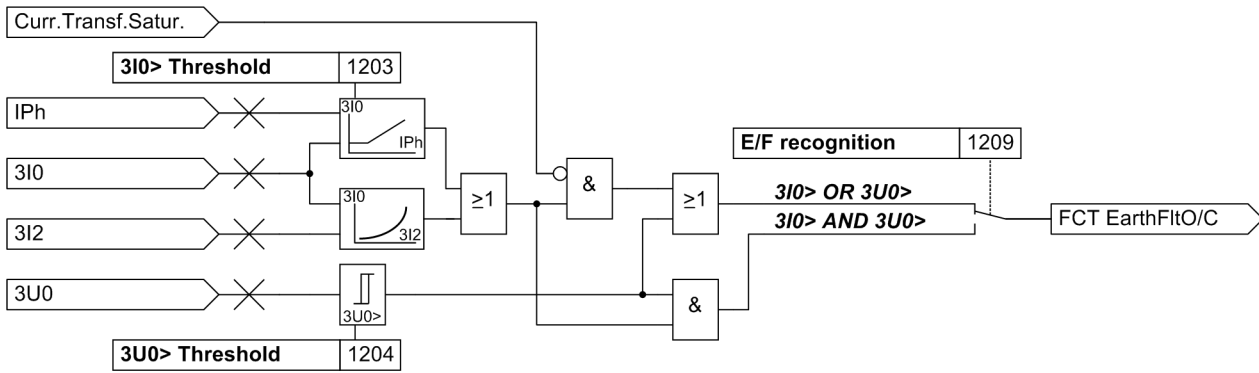 Curr.Transf.Satur.
3I0> Threshold 1203
IPh
3I0
IPh
3I0
3I0
3I2
3I2
≥1
&
≥1
E/F recognition 1209
3I0> OR 3U0>
3I0> AND 3U0>
FCT EarthFltO/C
3U0
3U0>
&
3U0> Threshold 1204